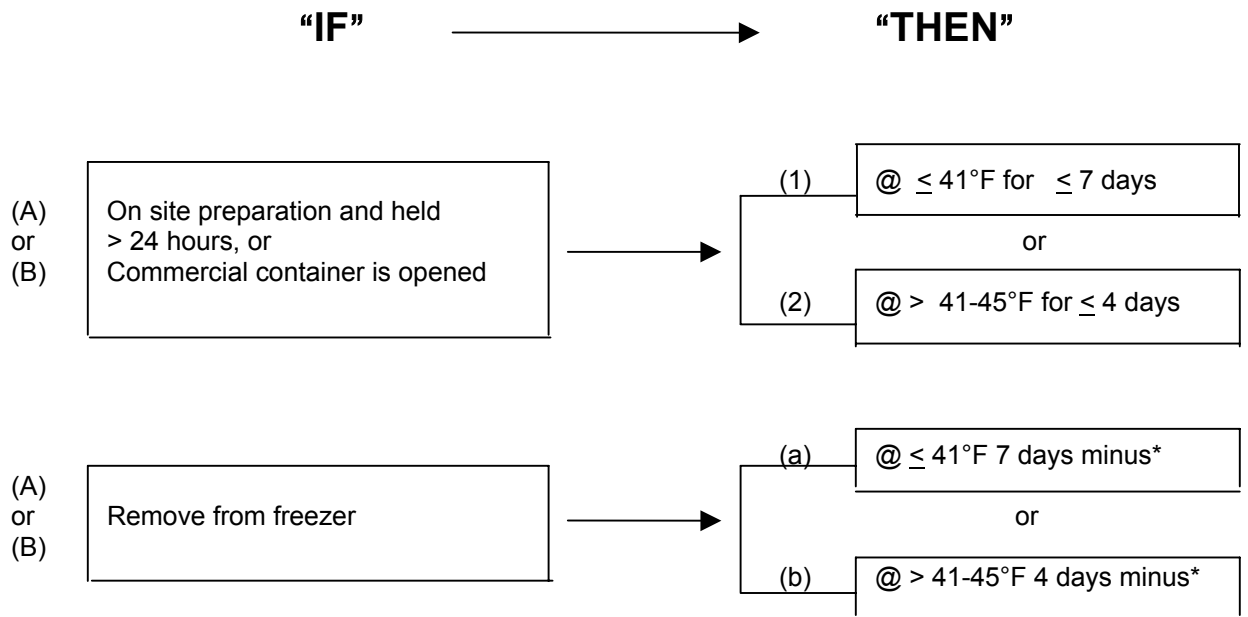 “IF” “THEN”
(A)
or
(B)
On site preparation and held
> 24 hours, or
Commercial container is opened
(1) @ ≤ 41°F for ≤ 7 days
or
(2) @ > 41-45°F for ≤ 4 days
(A)
or
(B)
Remove from freezer
(a) @ ≤ 41°F 7 days minus*
or
(b) @ > 41-45°F 4 days minus*